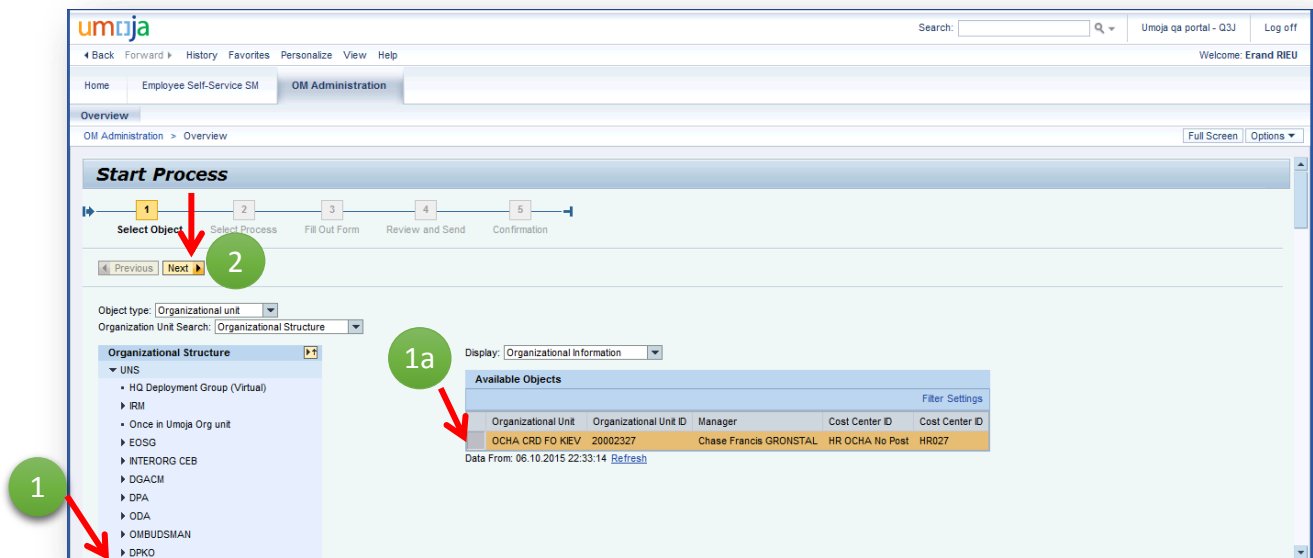 umoja
Search:
Umoja qa portal - Q3J
Log off
Back Forward History Favorites Personalize View Help
Welcome: Erand RIEU
Home Employee Self-Service SM OM Administration
Overview
OM Administration > Overview
Full Screen Options
Start Process
1 2 3 4 5
Select Object Select Process Fill Out Form Review and Send Confirmation
Previous Next
2
Object type: Organizational unit
Organization Unit Search: Organizational Structure
Organizational Structure
UNS
HQ Deployment Group (Virtual)
IRM
Once in Umoja Org unit
EOSG
INTERORG CEB
DGACM
DPA
ODA
OMBUDSMAN
DPKO
1
1a
Display: Organizational Information
Available Objects
Filter Settings
Organizational Unit Organizational Unit ID Manager Cost Center ID Cost Center ID
OCHA CRD FO KIEV 20002327 Chase Francis GRONSTAL HR OCHA No Post HR027
Data From: 06.10.2015 22:33:14 Refresh